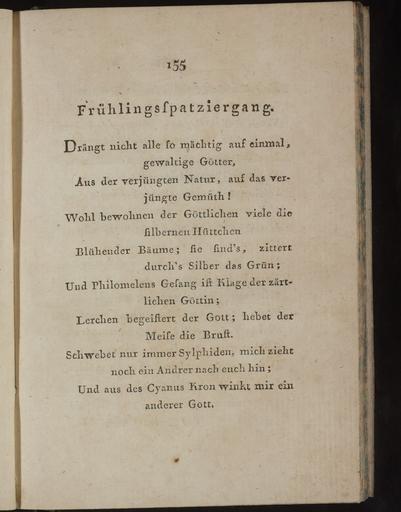 155
Frühlingsſpatziergang.
Drängt nicht alle ſo mächtig auf einmal,
gewaltige Götter,
Aus der verjüngten Natur, auf das ver-
jüngte Gemüth!
Wohl bewohnen der Göttlichen viele die
ſilbernen Hüttchen
Blühender Bäume; ſie ſind's, zittert
durch's Silber das Grün;
Und Philomelens Geſang iſt Klage der zärt-
lichen Göttin;
Lerchen begeiſtert der Gott; hebet der
Meiſe die Bruſt.
Schwebet nur immer Sylphiden, mich zieht
noch ein Andrer nach euch hin;
Und aus des Cyanus Kron winkt mir ein
anderer Gott.